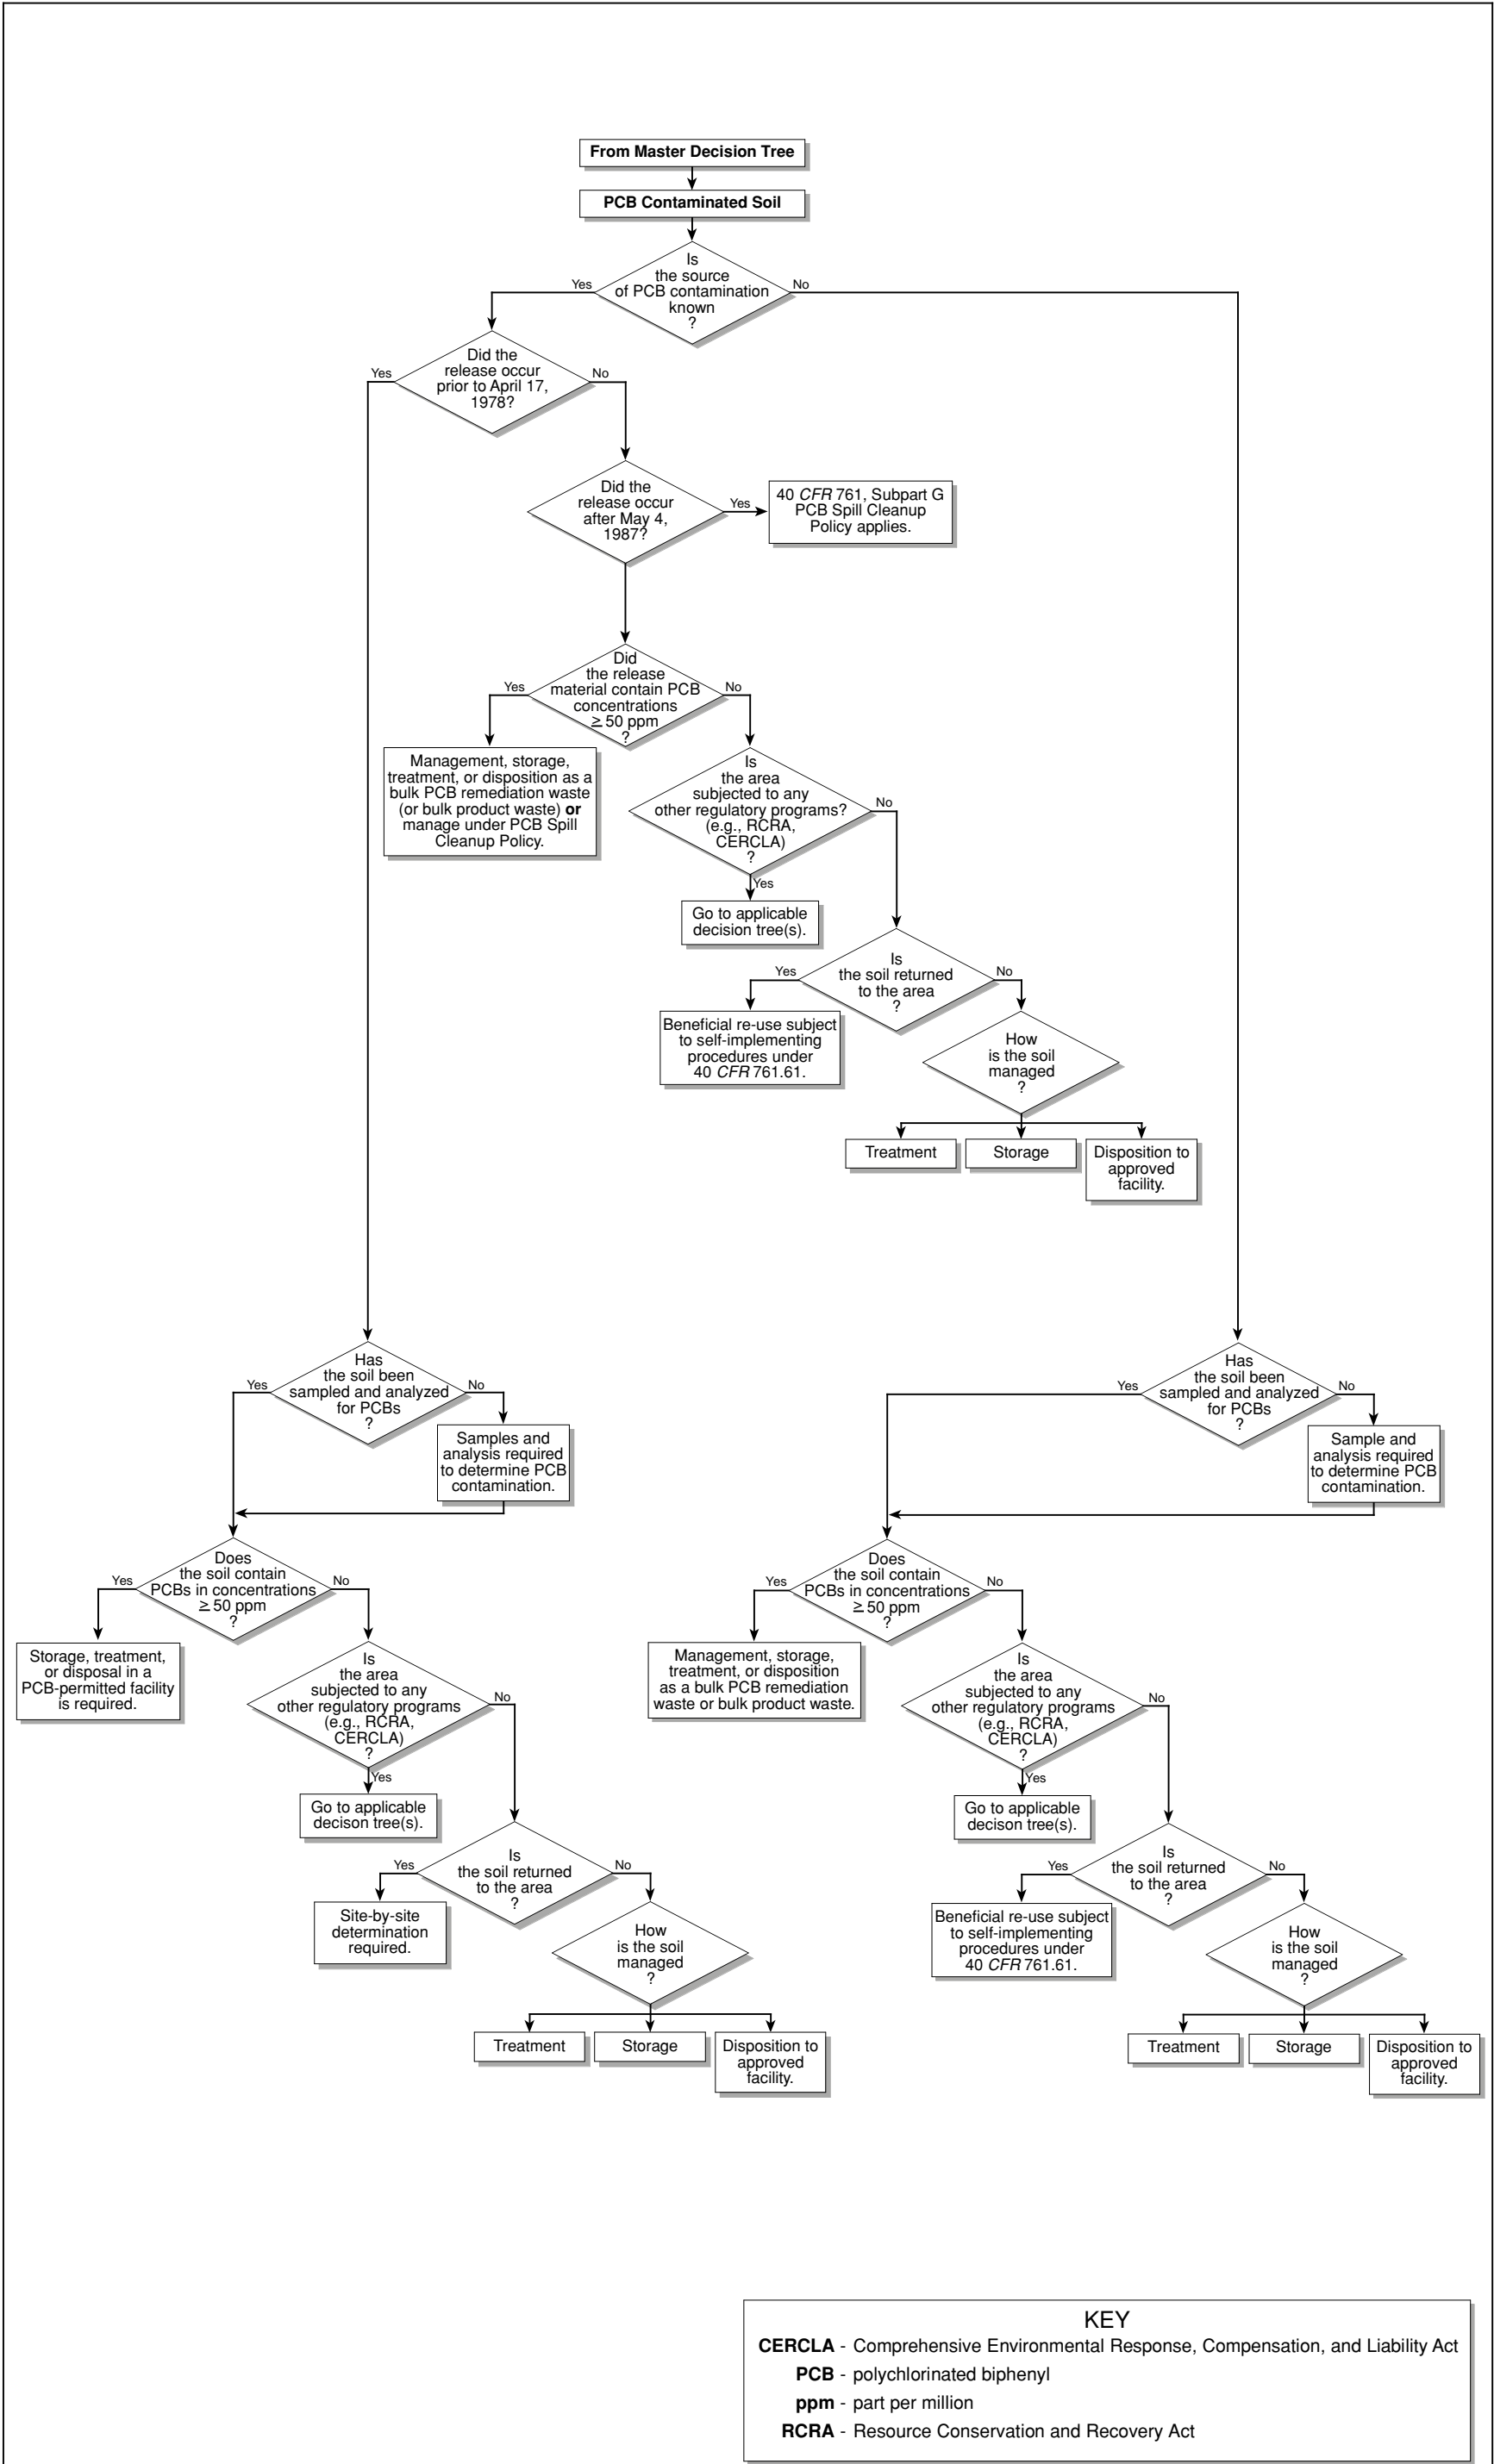 From Master Decision Tree
PCB Contaminated Soil
Is
the source
of PCB contamination
known
?
Yes
No
Did the
release occur
prior to April 17,
1978?
Yes
No
Did the
release occur
after May 4,
1987?
Yes
40 CFR 761, Subpart G
PCB Spill Cleanup
Policy applies.
Did
the release
material contain PCB
concentrations
≥ 50 ppm
?
Yes
No
Management, storage,
treatment, or disposition as a
bulk PCB remediation waste
(or bulk product waste) or
manage under PCB Spill
Cleanup Policy.
Is
the area
subjected to any
other regulatory programs?
(e.g., RCRA,
CERCLA)
?
No
Yes
Go to applicable
decision tree(s).
Is
the soil returned
to the area
?
Yes
No
Beneficial re-use subject
to self-implementing
procedures under
40 CFR 761.61.
How
is the soil
managed
?
Treatment
Storage
Disposition to
approved
facility.
Has
the soil been
sampled and analyzed
for PCBs
?
Yes
No
Samples and
analysis required
to determine PCB
contamination.
Does
the soil contain
PCBs in concentrations
≥ 50 ppm
?
Yes
No
Storage, treatment,
or disposal in a
PCB-permitted facility
is required.
Is
the area
subjected to any
other regulatory programs
(e.g., RCRA,
CERCLA)
?
No
Yes
Go to applicable
decison tree(s).
Is
the soil returned
to the area
?
Yes
No
Site-by-site
determination
required.
How
is the soil
managed
?
Treatment
Storage
Disposition to
approved
facility.
Has
the soil been
sampled and analyzed
for PCBs
?
Yes
No
Sample and
analysis required
to determine PCB
contamination.
Does
the soil contain
PCBs in concentrations
≥ 50 ppm
?
Yes
No
Management, storage,
treatment, or disposition
as a bulk PCB remediation
waste or bulk product waste.
Is
the area
subjected to any
other regulatory programs
(e.g., RCRA,
CERCLA)
?
No
Yes
Go to applicable
decison tree(s).
Is
the soil returned
to the area
?
Yes
No
Beneficial re-use subject
to self-implementing
procedures under
40 CFR 761.61.
How
is the soil
managed
?
Treatment
Storage
Disposition to
approved
facility.
KEY
CERCLA - Comprehensive Environmental Response, Compensation, and Liability Act
PCB - polychlorinated biphenyl
ppm - part per million
RCRA - Resource Conservation and Recovery Act